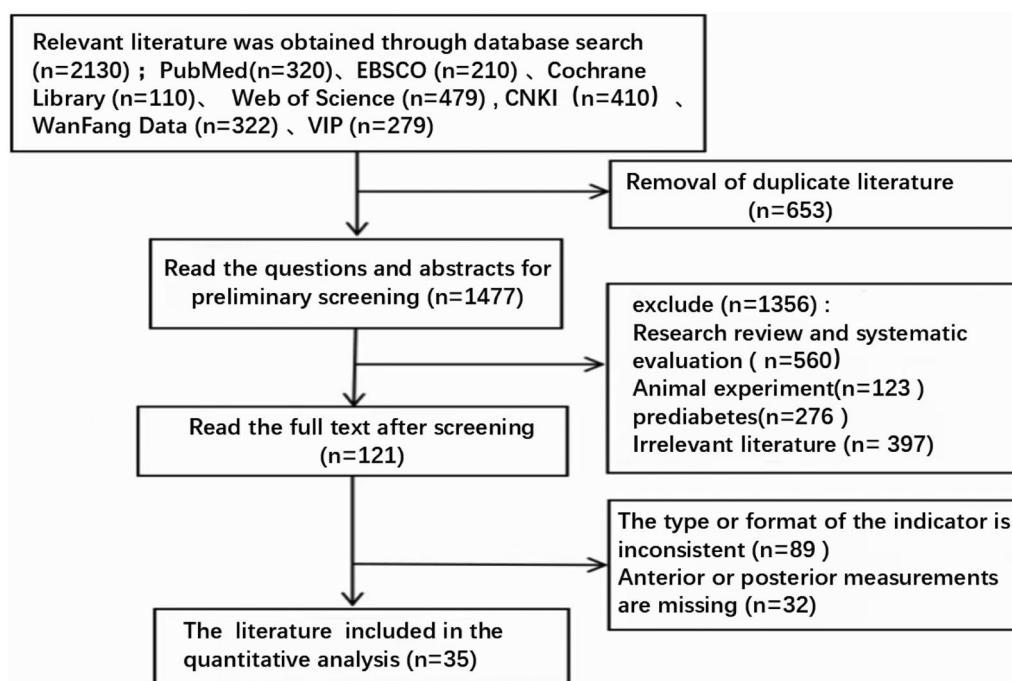 Relevant literature was obtained through database search
(n=2130) ；PubMed(n=320)、EBSCO (n=210) 、Cochrane
Library (n=110)、 Web of Science (n=479) , CNKI（n=410）、
WanFang Data (n=322) 、VIP (n=279)
Removal of duplicate literature
(n=653)
Read the questions and abstracts for
preliminary screening (n=1477)
exclude (n=1356) :
Research review and systematic
evaluation ( n=560)
Animal experiment(n=123 )
prediabetes(n=276 )
Irrelevant literature (n= 397)
Read the full text after screening
(n=121)
The type or format of the indicator is
inconsistent (n=89 )
Anterior or posterior measurements
are missing (n=32)
The literature included in the
quantitative analysis (n=35)